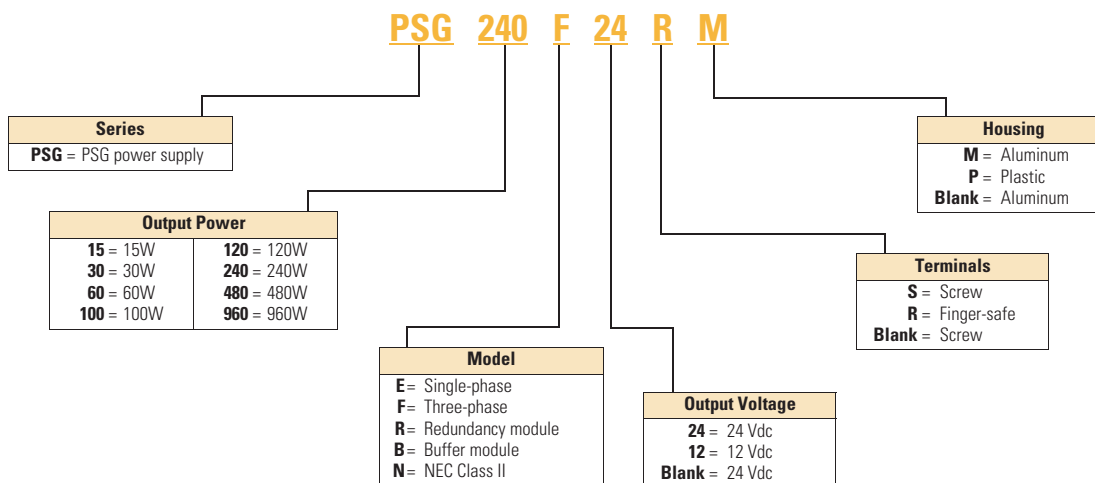 PSG 240 F 24 R M
Series
PSG = PSG power supply
Housing
M = Aluminum
P = Plastic
Blank = Aluminum
Output Power
15 = 15W
30 = 30W
60 = 60W
100 = 100W
120 = 120W
240 = 240W
480 = 480W
960 = 960W
Terminals
S = Screw
R = Finger-safe
Blank = Screw
Model
E = Single-phase
F = Three-phase
R = Redundancy module
B = Buffer module
N = NEC Class II
Output Voltage
24 = 24 Vdc
12 = 12 Vdc
Blank = 24 Vdc